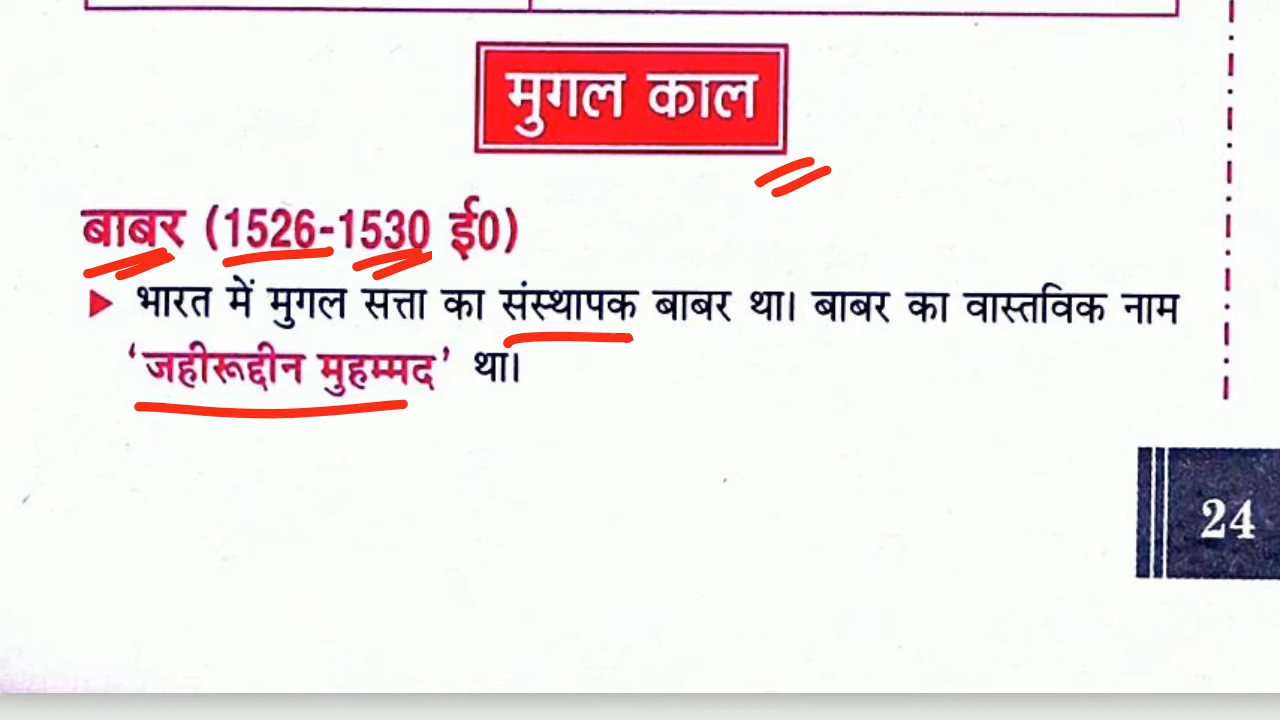 मुगल काल
बाबर (1526-1530 ई0)
भारत में मुगल सत्ता का संस्थापक बाबर था। बाबर का वास्तविक नाम
‘जहीरूद्दीन मुहम्मद’ था।
24